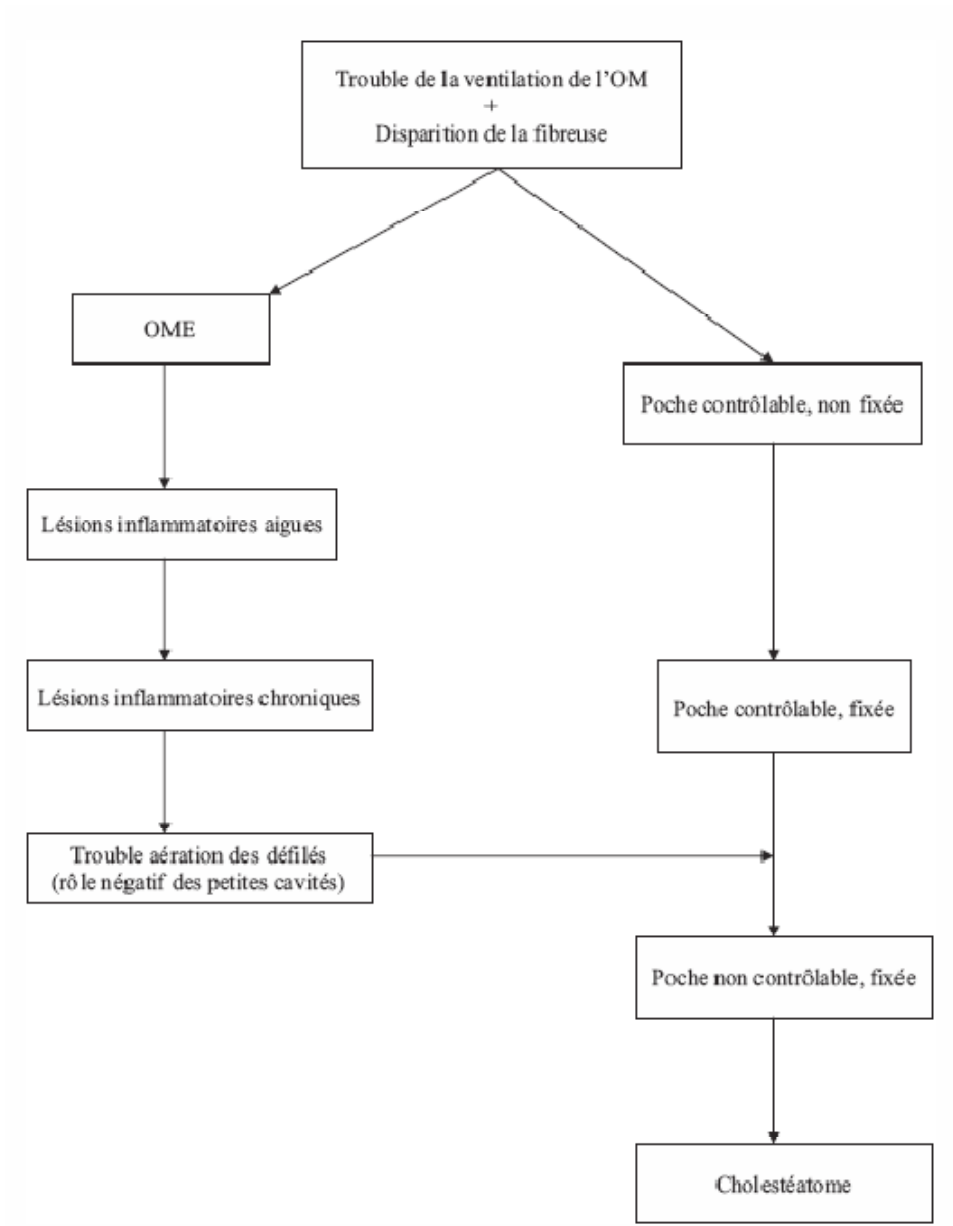 Trouble de la ventilation de l'OM
+
Disparition de la fibreuse
OME
Poche contrôlable, non fixée
Lésions inflammatoires aigues
Lésions inflammatoires chroniques
Poche contrôlable, fixée
Trouble aération des défilés
(rôle négatif des petites cavités)
Poche non contrôlable, fixée
Cholestéatome